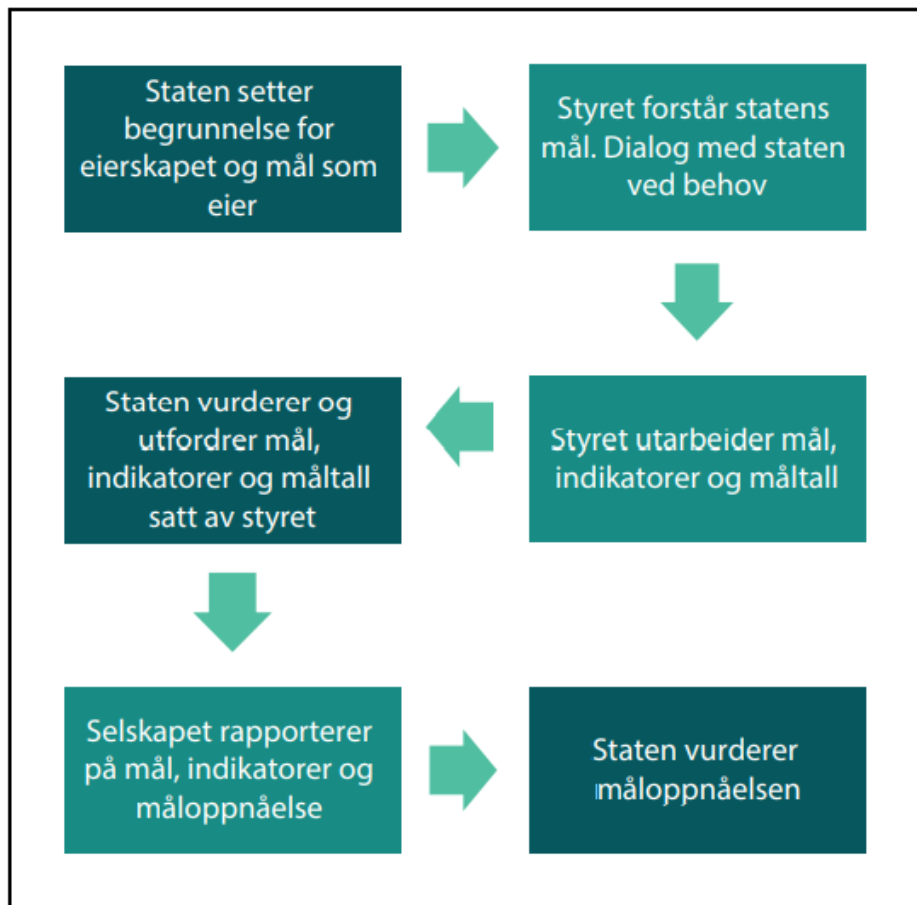 Staten setter
begrunnelse for
eierskapet og mål som
eier
Styret forstår statens
mål. Dialog med staten
ved behov
Styret utarbeider mål,
indikatorer og måltall
Staten vurderer og
utfordrer mål,
indikatorer og måltall
satt av styret
Selskapet rapporterer
på mål, indikatorer og
måloppnåelse
Staten vurderer
måloppnåelsen